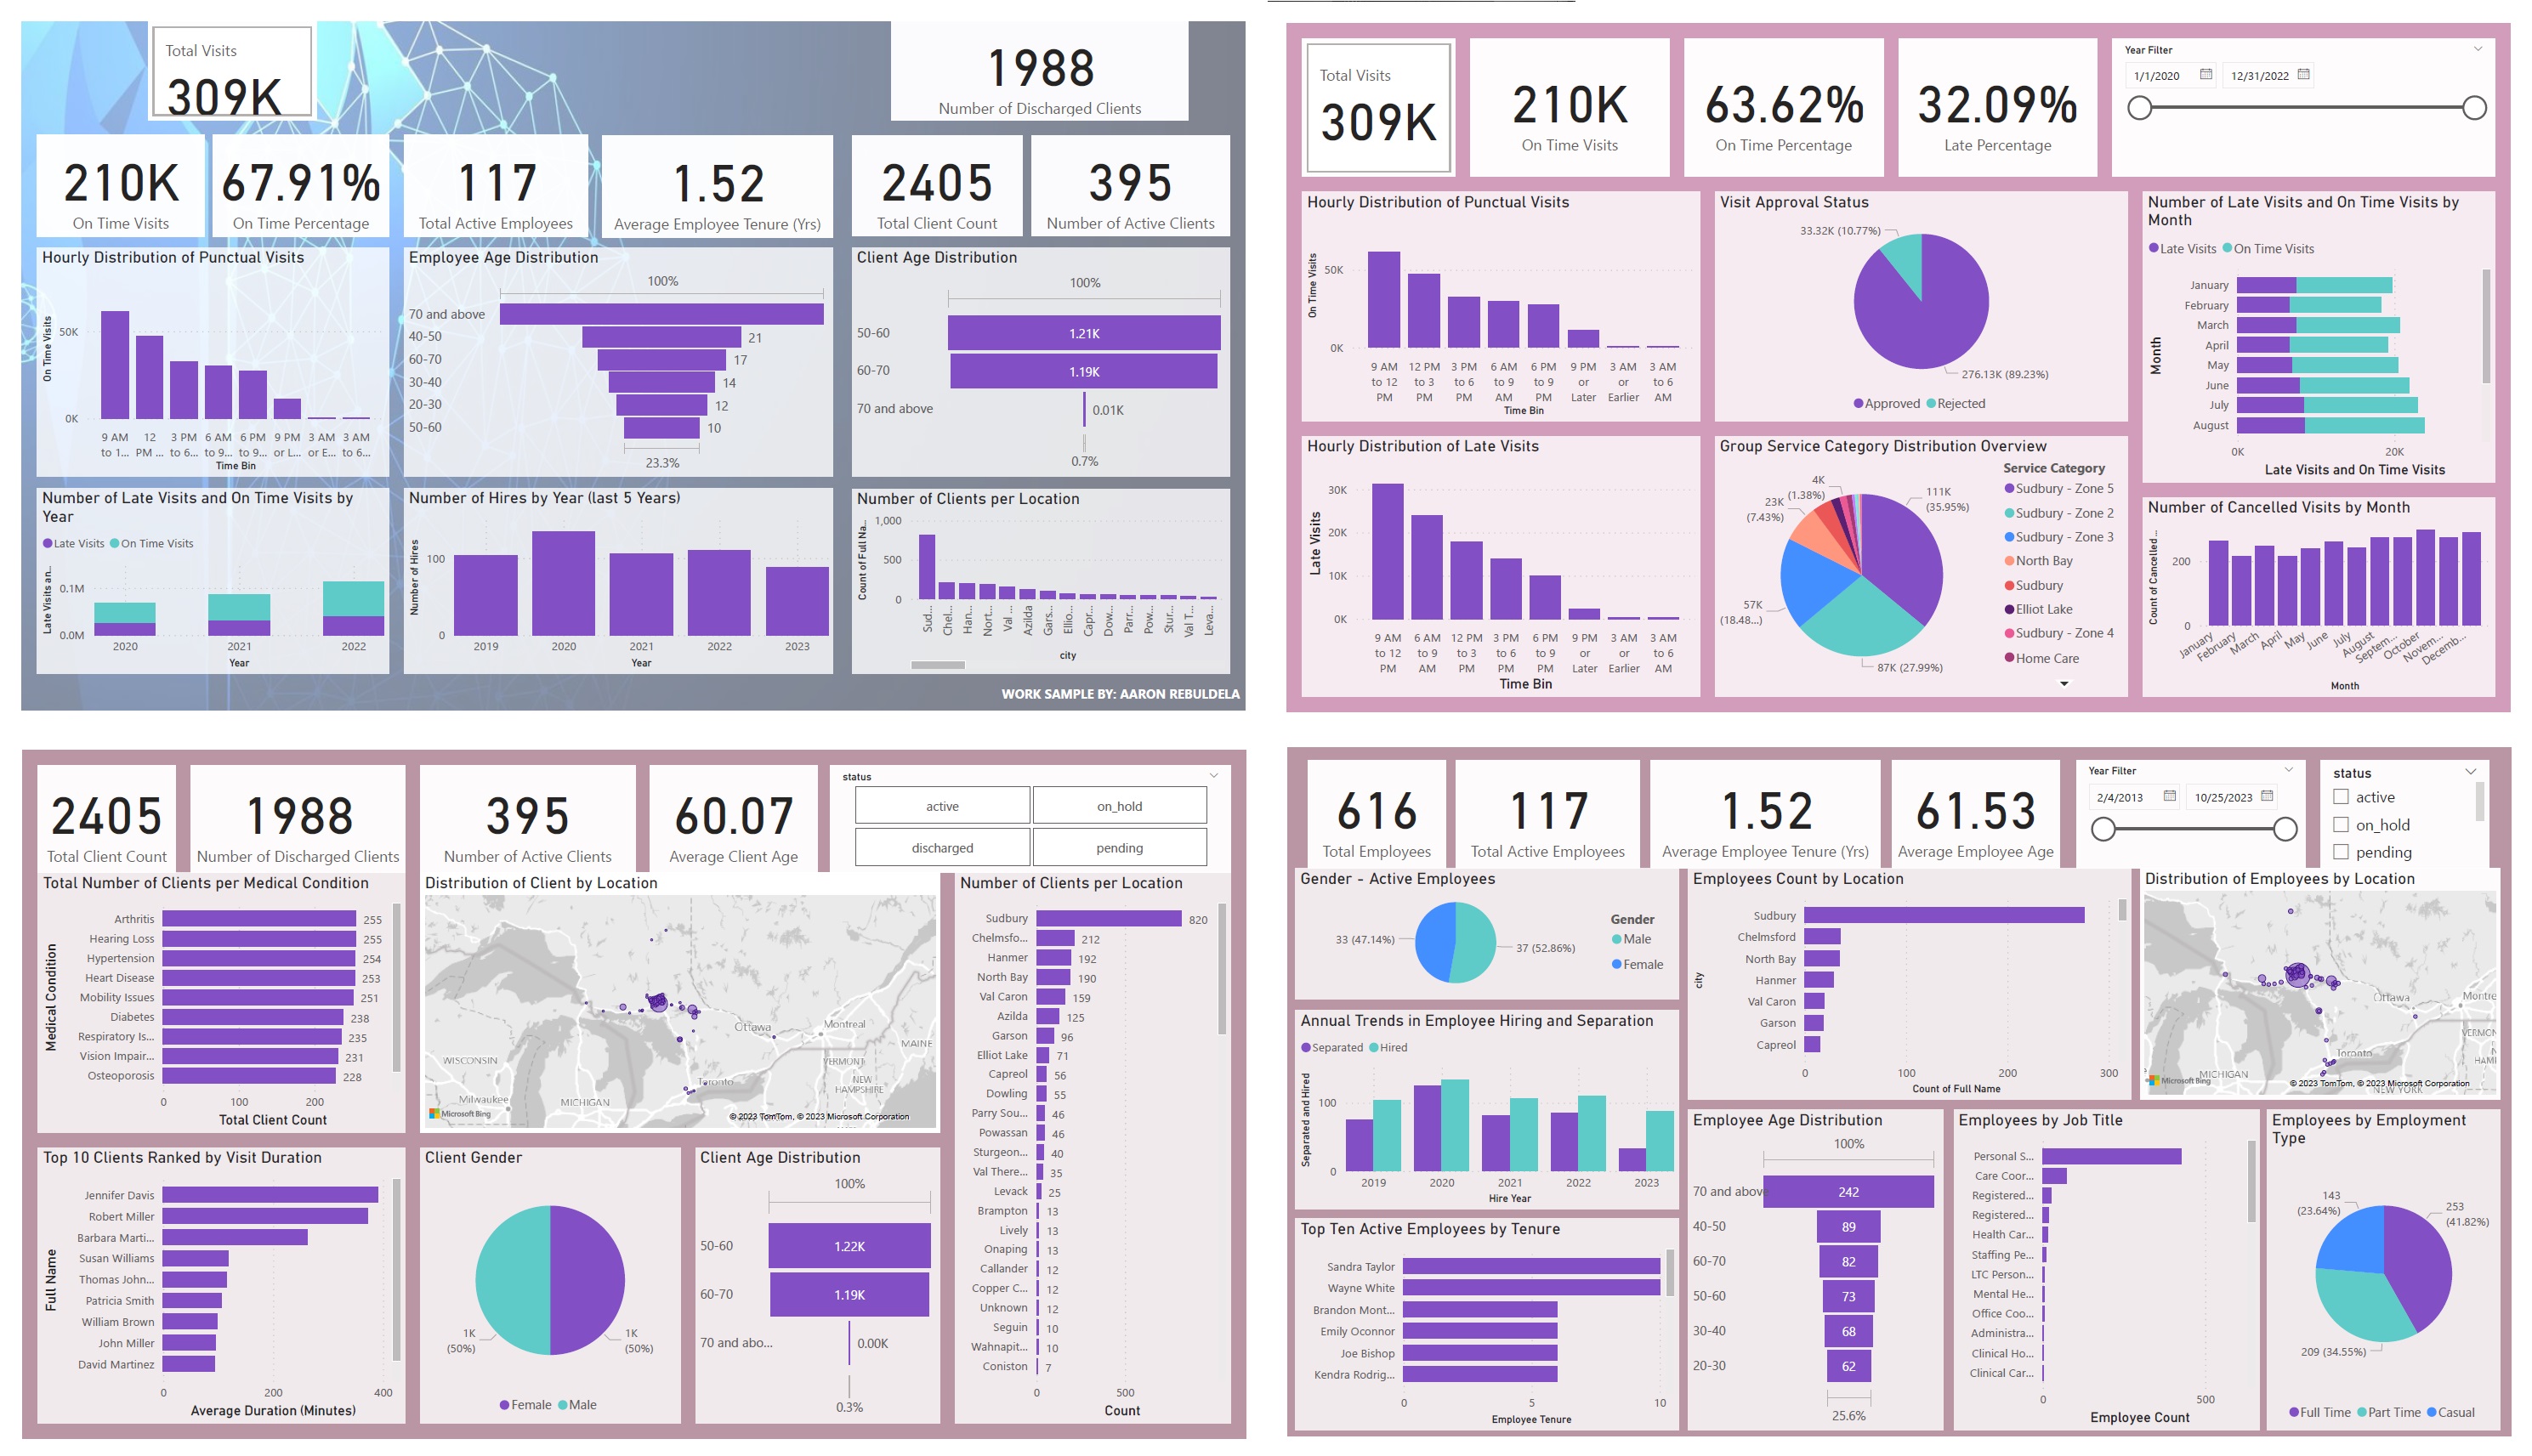 Total Visits
309K
1988
Number of Discharged Clients
210K
On Time Visits
67.91%
On Time Percentage
117
Total Active Employees
1.52
Average Employee Tenure (Yrs)
2405
Total Client Count
395
Number of Active Clients
Hourly Distribution of Punctual Visits
On Time Visits
50K
0K
9 AM 12 3 PM 6 AM 6 PM 9 PM 3 AM 3 AM
to 1... PM ... to 6... to 9... to 9... or L... or E... to 6...
Time Bin
Employee Age Distribution
100%
70 and above
40-50 21
60-70 17
30-40 14
20-30 12
50-60 10
23.3%
Client Age Distribution
100%
50-60 1.21K
60-70 1.19K
70 and above 0.01K
0.7%
Number of Late Visits and On Time Visits by
Year
Late Visits On Time Visits
Late Visits an...
0.1M
0.0M
2020 2021 2022
Year
Number of Hires by Year (last 5 Years)
Number of Hires
100
0
2019 2020 2021 2022 2023
Year
Number of Clients per Location
Count of Full Na...
1,000
500
0
Sud... Chel... Han... Nort... Val ... Azilda Gars... Ellio... Capr... Dow... Parr... Pow... Stur... Val T... Leva...
city
WORK SAMPLE BY: AARON REBULDELA
Total Visits
309K
210K
On Time Visits
63.62%
On Time Percentage
32.09%
Late Percentage
Year Filter
1/1/2020 12/31/2022
Hourly Distribution of Punctual Visits
On Time Visits
50K
0K
9 AM 12 PM 3 PM 6 AM 6 PM 9 PM 3 AM 3 AM
to 12 to 3 to 6 to 9 to 9 or or to 6
PM PM PM AM PM Later Earlier AM
Time Bin
Visit Approval Status
33.32K (10.77%)
276.13K (89.23%)
Approved Rejected
Number of Late Visits and On Time Visits by
Month
Late Visits On Time Visits
Month
January
February
March
April
May
June
July
August
0K 20K
Late Visits and On Time Visits
Hourly Distribution of Late Visits
Late Visits
30K
20K
10K
0K
9 AM 6 AM 12 PM 3 PM 6 PM 9 PM 3 AM 3 AM
to 12 to 9 to 3 to 6 to 9 or or to 6
PM AM PM PM PM Later Earlier AM
Time Bin
Group Service Category Distribution Overview
4K
(1.38%)
23K
(7.43%)
57K
(18.48...)
111K
(35.95%)
87K (27.99%)
Service Category
Sudbury - Zone 5
Sudbury - Zone 2
Sudbury - Zone 3
North Bay
Sudbury
Elliot Lake
Sudbury - Zone 4
Home Care
Number of Cancelled Visits by Month
Count of Cancelled ...
200
0
January February March April May June July August Septem... October Novem... Decemb...
Month
2405
Total Client Count
1988
Number of Discharged Clients
395
Number of Active Clients
60.07
Average Client Age
status
active on_hold
discharged pending
Total Number of Clients per Medical Condition
Medical Condition
Arthritis 255
Hearing Loss 255
Hypertension 254
Heart Disease 253
Mobility Issues 251
Diabetes 238
Respiratory Is... 235
Vision Impair... 231
Osteoporosis 228
0 100 200
Total Client Count
Distribution of Client by Location
Ottawa
Montreal
MAINE
WISCONSIN
VERMONT
NEW
HAMPSHIRE
Toronto
Milwaukee
MICHIGAN
Microsoft Bing
© 2023 TomTom, © 2023 Microsoft Corporation
Number of Clients per Location
Sudbury 820
Chelmsfo... 212
Hanmer 192
North Bay 190
Val Caron 159
Azilda 125
Garson 96
Elliot Lake 71
Capreol 56
Dowling 55
Parry Sou... 46
Powassan 46
Sturgeon... 40
Val There... 35
Levack 25
Brampton 13
Lively 13
Onaping 13
Callander 12
Copper C... 12
Unknown 12
Seguin 10
Wahnapit... 10
Coniston 7
0 500
Count
Top 10 Clients Ranked by Visit Duration
Full Name
Jennifer Davis
Robert Miller
Barbara Marti...
Susan Williams
Thomas John...
Patricia Smith
William Brown
John Miller
David Martinez
0 200 400
Average Duration (Minutes)
Client Gender
1K
(50%)
1K
(50%)
Female Male
Client Age Distribution
100%
50-60 1.22K
60-70 1.19K
70 and abo... 0.00K
0.3%
616
Total Employees
117
Total Active Employees
1.52
Average Employee Tenure (Yrs)
61.53
Average Employee Age
Year Filter
2/4/2013 10/25/2023
status
active
on_hold
pending
Gender - Active Employees
33 (47.14%)
37 (52.86%)
Gender
Male
Female
Employees Count by Location
city
Sudbury
Chelmsford
North Bay
Hanmer
Val Caron
Garson
Capreol
0 100 200 300
Count of Full Name
Distribution of Employees by Location
Ottawa
Montre
VERMON
HAM
Toronto
MICHIGAN
NEW YORK
Microsoft Bing
© 2023 TomTom, © 2023 Microsoft Corporation
Annual Trends in Employee Hiring and Separation
Separated Hired
Separated and Hired
100
0
2019 2020 2021 2022 2023
Hire Year
Top Ten Active Employees by Tenure
Sandra Taylor
Wayne White
Brandon Mont...
Emily Oconnor
Joe Bishop
Kendra Rodrig...
0 5 10
Employee Tenure
Employee Age Distribution
100%
70 and above 242
40-50 89
60-70 82
50-60 73
30-40 68
20-30 62
25.6%
Employees by Job Title
Personal S...
Care Coor...
Registered...
Registered...
Health Car...
Staffing Pe...
LTC Person...
Mental He...
Office Coo...
Administra...
Clinical Ho...
Clinical Car...
0 500
Employee Count
Employees by Employment
Type
143
(23.64%)
253
(41.82%)
209 (34.55%)
Full Time Part Time Casual